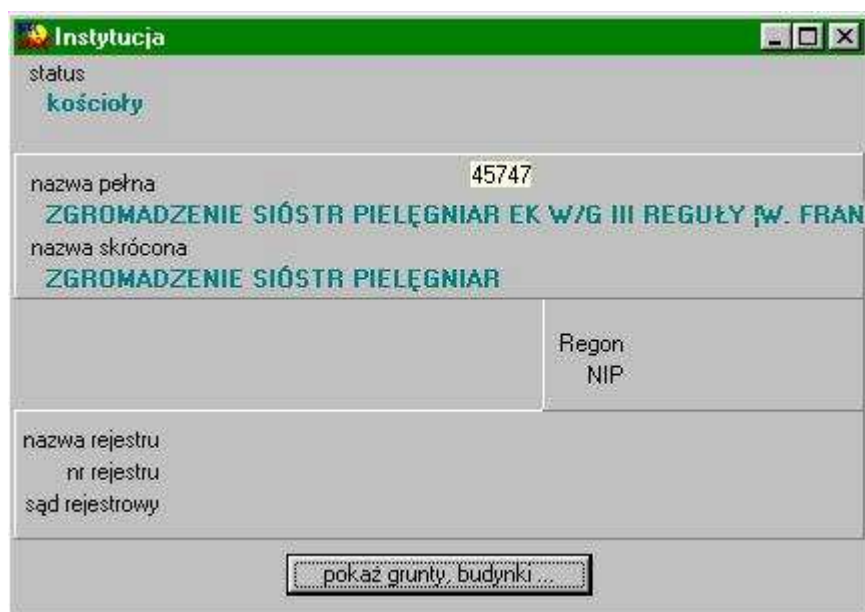 Instytucja
status
kościoły
45747
nazwa pełna
ZGROMADZENIE SIÓSTR PIELĘGNIAR EK W/G III REGUŁY W. FRAN
nazwa skrócona
ZGROMADZENIE SIÓSTR PIELĘGNIAR
Regon
NIP
nazwa rejestru
nr rejestru
sąd rejestrowy
pokaż grunty, budynki ...